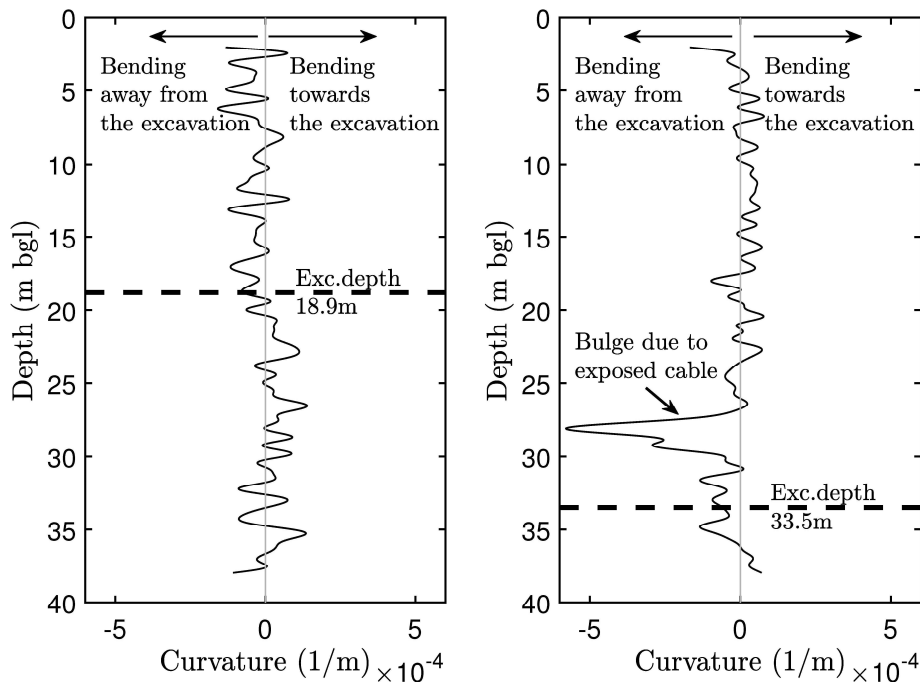 0
5
10
15
20
25
30
35
40
Depth (m bgl)
Bending
away from
the excavation
Bending
towards
the excavation
Exc.depth
18.9m
-5
0
5
Curvature (1/m)
×10⁻⁴
0
5
10
15
20
25
30
35
40
Depth (m bgl)
Bending
away from
the excavation
Bending
towards
the excavation
Bulge due to
exposed cable
Exc.depth
33.5m
-5
0
5
Curvature (1/m)
×10⁻⁴